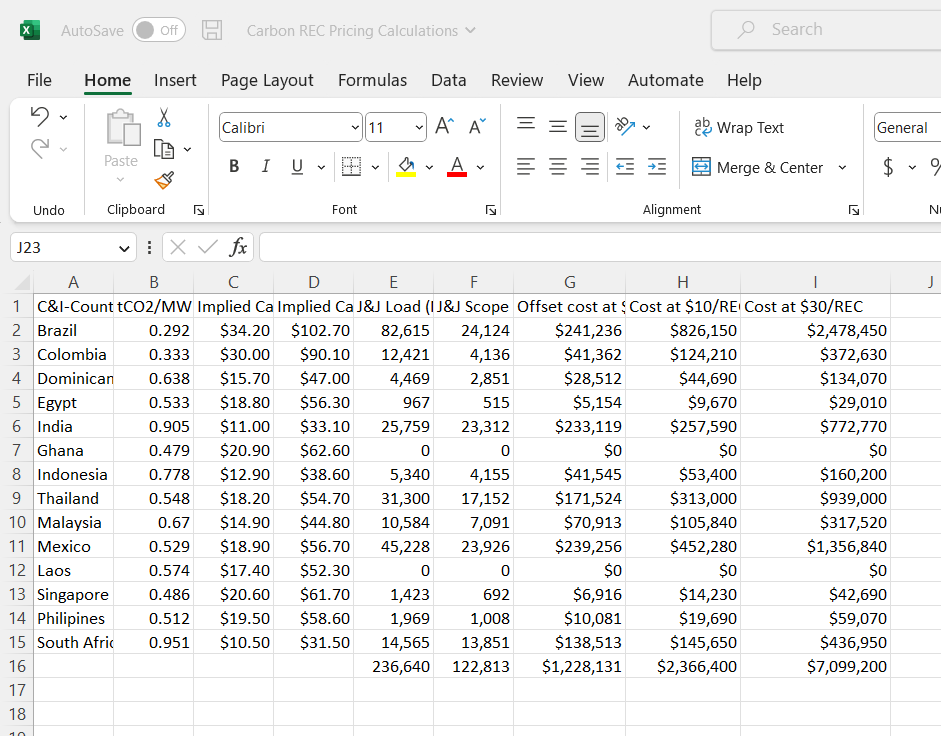 AutoSave Off Carbon REC Pricing Calculations Search
File Home Insert Page Layout Formulas Data Review View Automate Help
Calibri 11 ab Wrap Text General
Paste B I U A Merge & Center $ %
Undo Clipboard Font Alignment Nu
J23 fx
A B C D E F G H I J
1 C&I-Count tCO2/MW Implied Ca Implied Ca J&J Load ( J&J Scope Offset cost at $ Cost at $10/RE Cost at $30/REC
2 Brazil 0.292 $34.20 $102.70 82,615 24,124 $241,236 $826,150 $2,478,450
3 Colombia 0.333 $30.00 $90.10 12,421 4,136 $41,362 $124,210 $372,630
4 Dominican 0.638 $15.70 $47.00 4,469 2,851 $28,512 $44,690 $134,070
5 Egypt 0.533 $18.80 $56.30 967 515 $5,154 $9,670 $29,010
6 India 0.905 $11.00 $33.10 25,759 23,312 $233,119 $257,590 $772,770
7 Ghana 0.479 $20.90 $62.60 0 0 $0 $0 $0
8 Indonesia 0.778 $12.90 $38.60 5,340 4,155 $41,545 $53,400 $160,200
9 Thailand 0.548 $18.20 $54.70 31,300 17,152 $171,524 $313,000 $939,000
10 Malaysia 0.67 $14.90 $44.80 10,584 7,091 $70,913 $105,840 $317,520
11 Mexico 0.529 $18.90 $56.70 45,228 23,926 $239,256 $452,280 $1,356,840
12 Laos 0.574 $17.40 $52.30 0 0 $0 $0 $0
13 Singapore 0.486 $20.60 $61.70 1,423 692 $6,916 $14,230 $42,690
14 Philipines 0.512 $19.50 $58.60 1,969 1,008 $10,081 $19,690 $59,070
15 South Afric 0.951 $10.50 $31.50 14,565 13,851 $138,513 $145,650 $436,950
16 236,640 122,813 $1,228,131 $2,366,400 $7,099,200
17
18